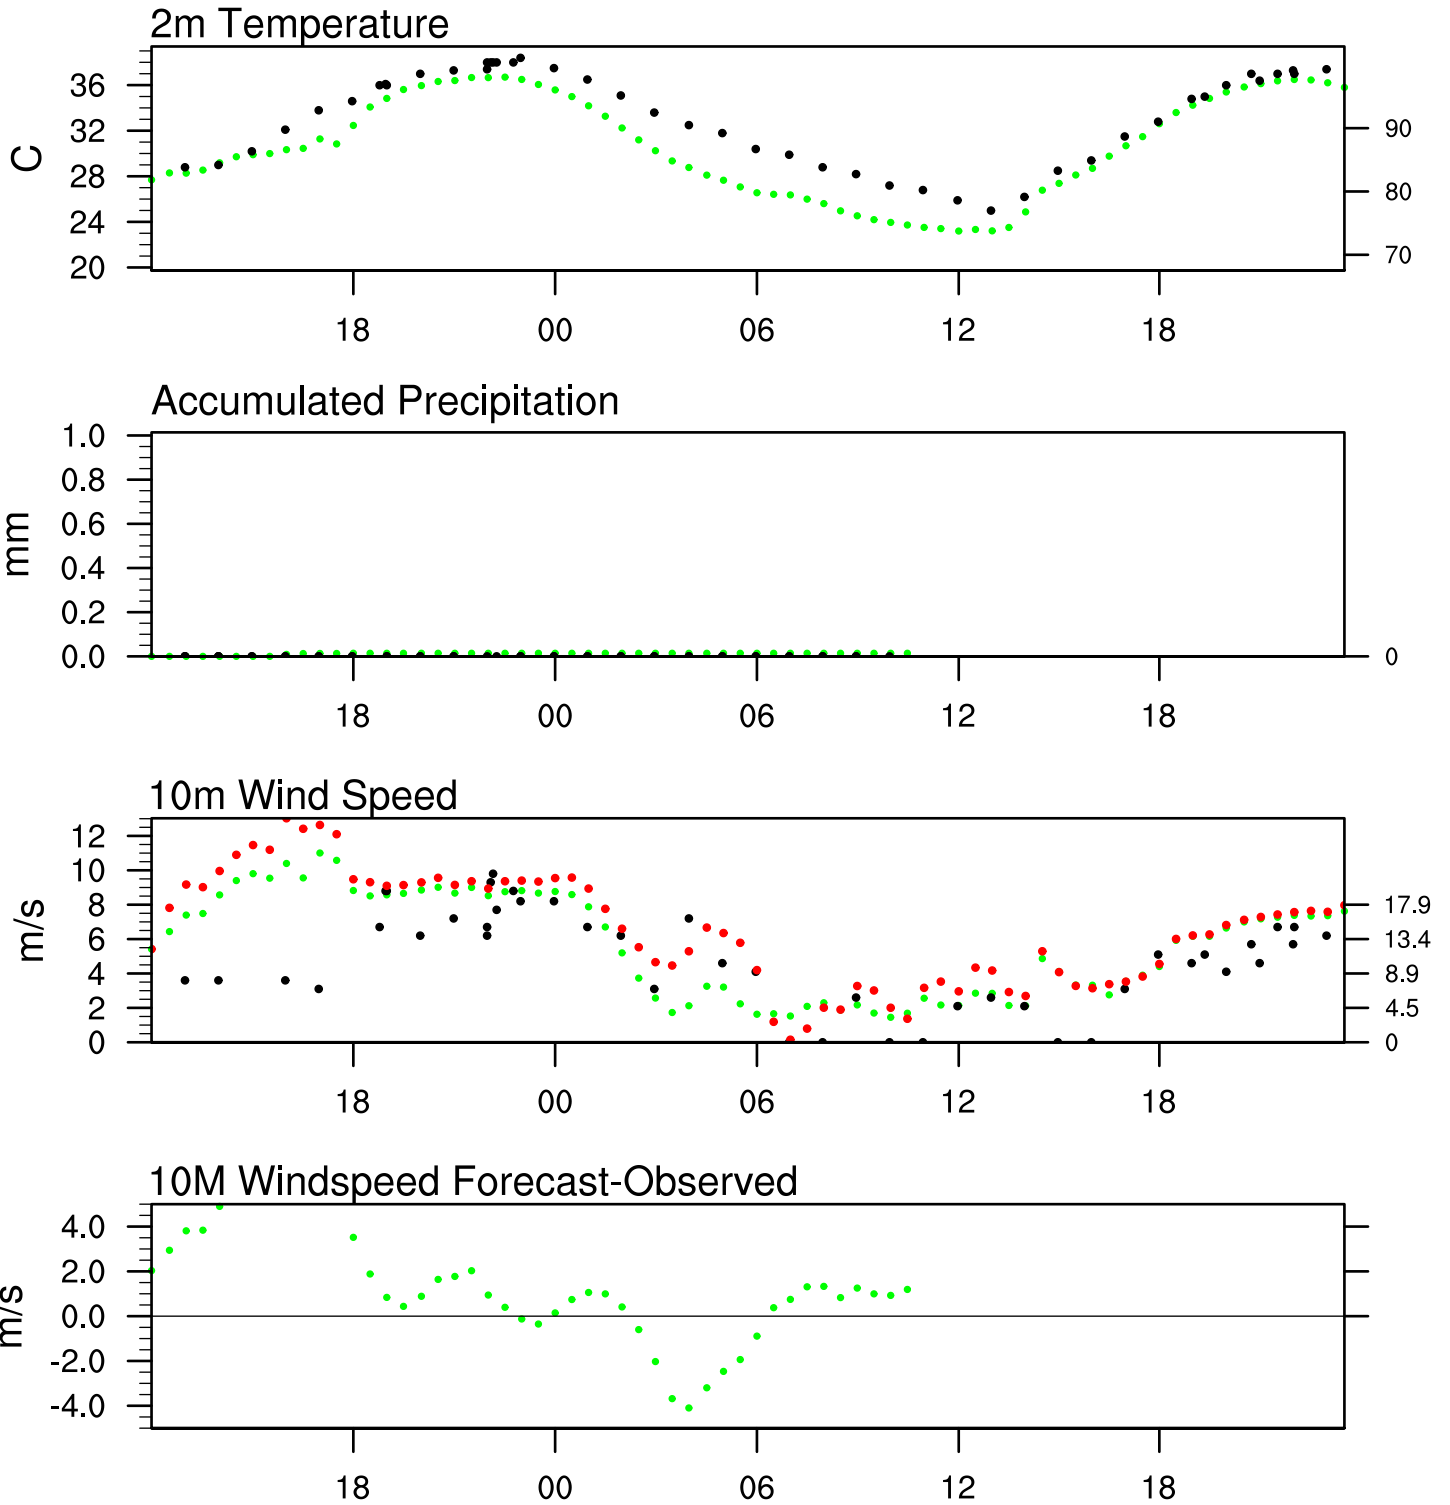 2m Temperature
36
32
28
24
20
C
90
80
70
18 00 06 12 18
Accumulated Precipitation
1.0
0.8
0.6
0.4
0.2
0.0
mm
0
18 00 06 12 18
10m Wind Speed
12
10
8
6
4
2
0
m/s
17.9
13.4
8.9
4.5
0
18 00 06 12 18
10M Windspeed Forecast-Observed
4.0
2.0
0.0
-2.0
-4.0
m/s
18 00 06 12 18